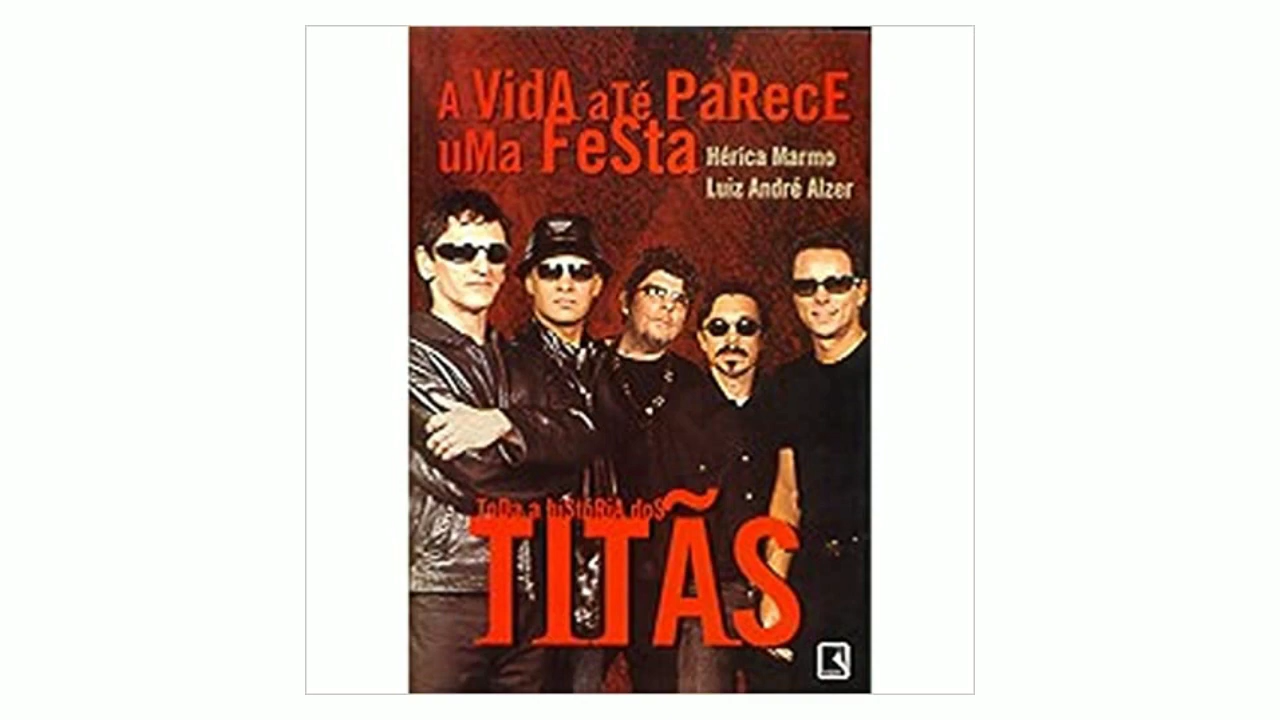 A VidA aTé PaRecE
uMa FeSta
Hérica Marmo
Luiz André Alzer
ToDa a hiStóRiA doS
TITÃS